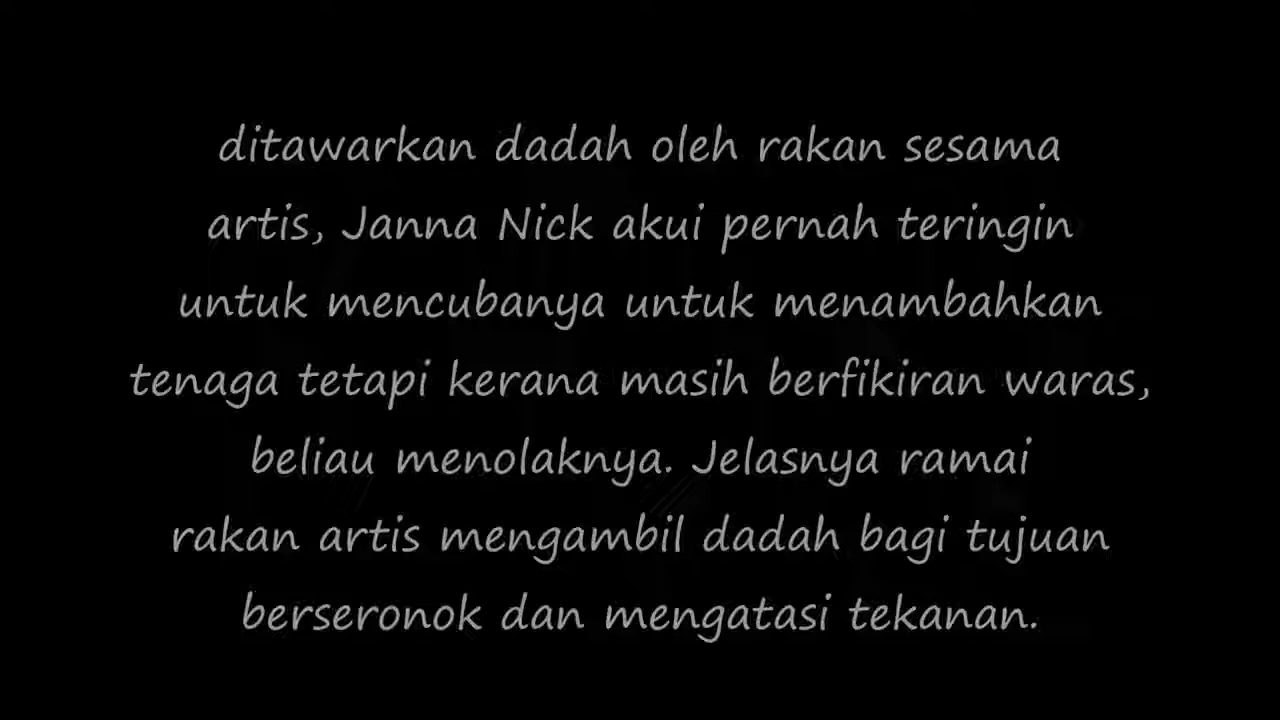 ditawarkan dadah oleh rakan sesama
artis, Janna Nick akui pernah teringin
untuk mencubanya untuk menambahkan
tenaga tetapi kerana masih berfikiran waras,
beliau menolaknya. Jelasnya ramai
rakan artis mengambil dadah bagi tujuan
berseronok dan mengatasi tekanan.